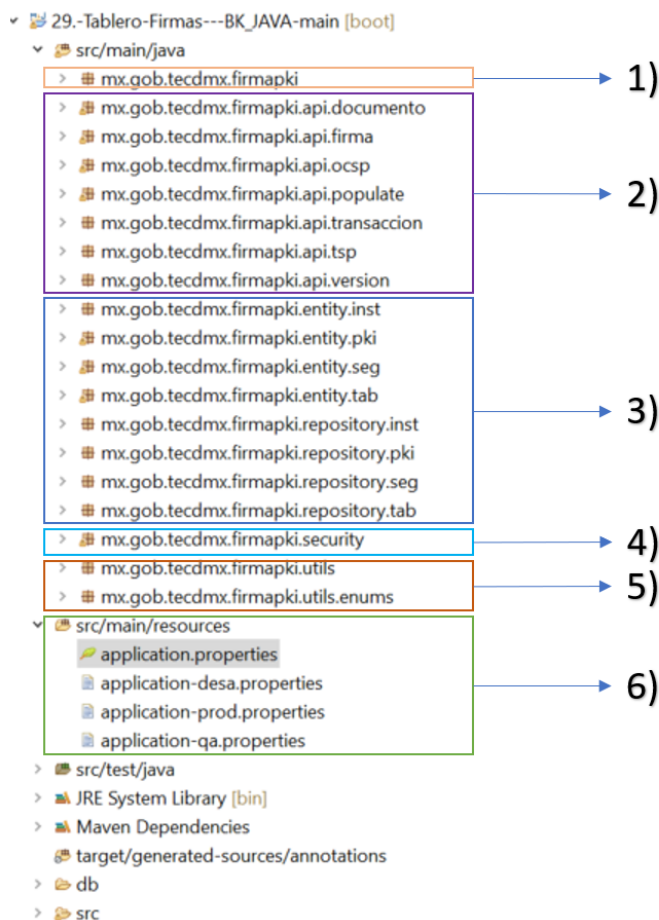 29.-Tablero-Firmas---BK_JAVA-main [boot]
src/main/java
mx.gob.tecdmx.firmapki
1)
mx.gob.tecdmx.firmapki.api.documento
mx.gob.tecdmx.firmapki.api.firma
mx.gob.tecdmx.firmapki.api.ocsp
mx.gob.tecdmx.firmapki.api.populate
2)
mx.gob.tecdmx.firmapki.api.transaccion
mx.gob.tecdmx.firmapki.api.tsp
mx.gob.tecdmx.firmapki.api.version
mx.gob.tecdmx.firmapki.entity.inst
mx.gob.tecdmx.firmapki.entity.pki
mx.gob.tecdmx.firmapki.entity.seg
mx.gob.tecdmx.firmapki.entity.tab
3)
mx.gob.tecdmx.firmapki.repository.inst
mx.gob.tecdmx.firmapki.repository.pki
mx.gob.tecdmx.firmapki.repository.seg
mx.gob.tecdmx.firmapki.repository.tab
mx.gob.tecdmx.firmapki.security
4)
mx.gob.tecdmx.firmapki.utils
5)
mx.gob.tecdmx.firmapki.utils.enums
src/main/resources
application.properties
application-desa.properties
6)
application-prod.properties
application-qa.properties
src/test/java
JRE System Library [bin]
Maven Dependencies
target/generated-sources/annotations
db
src